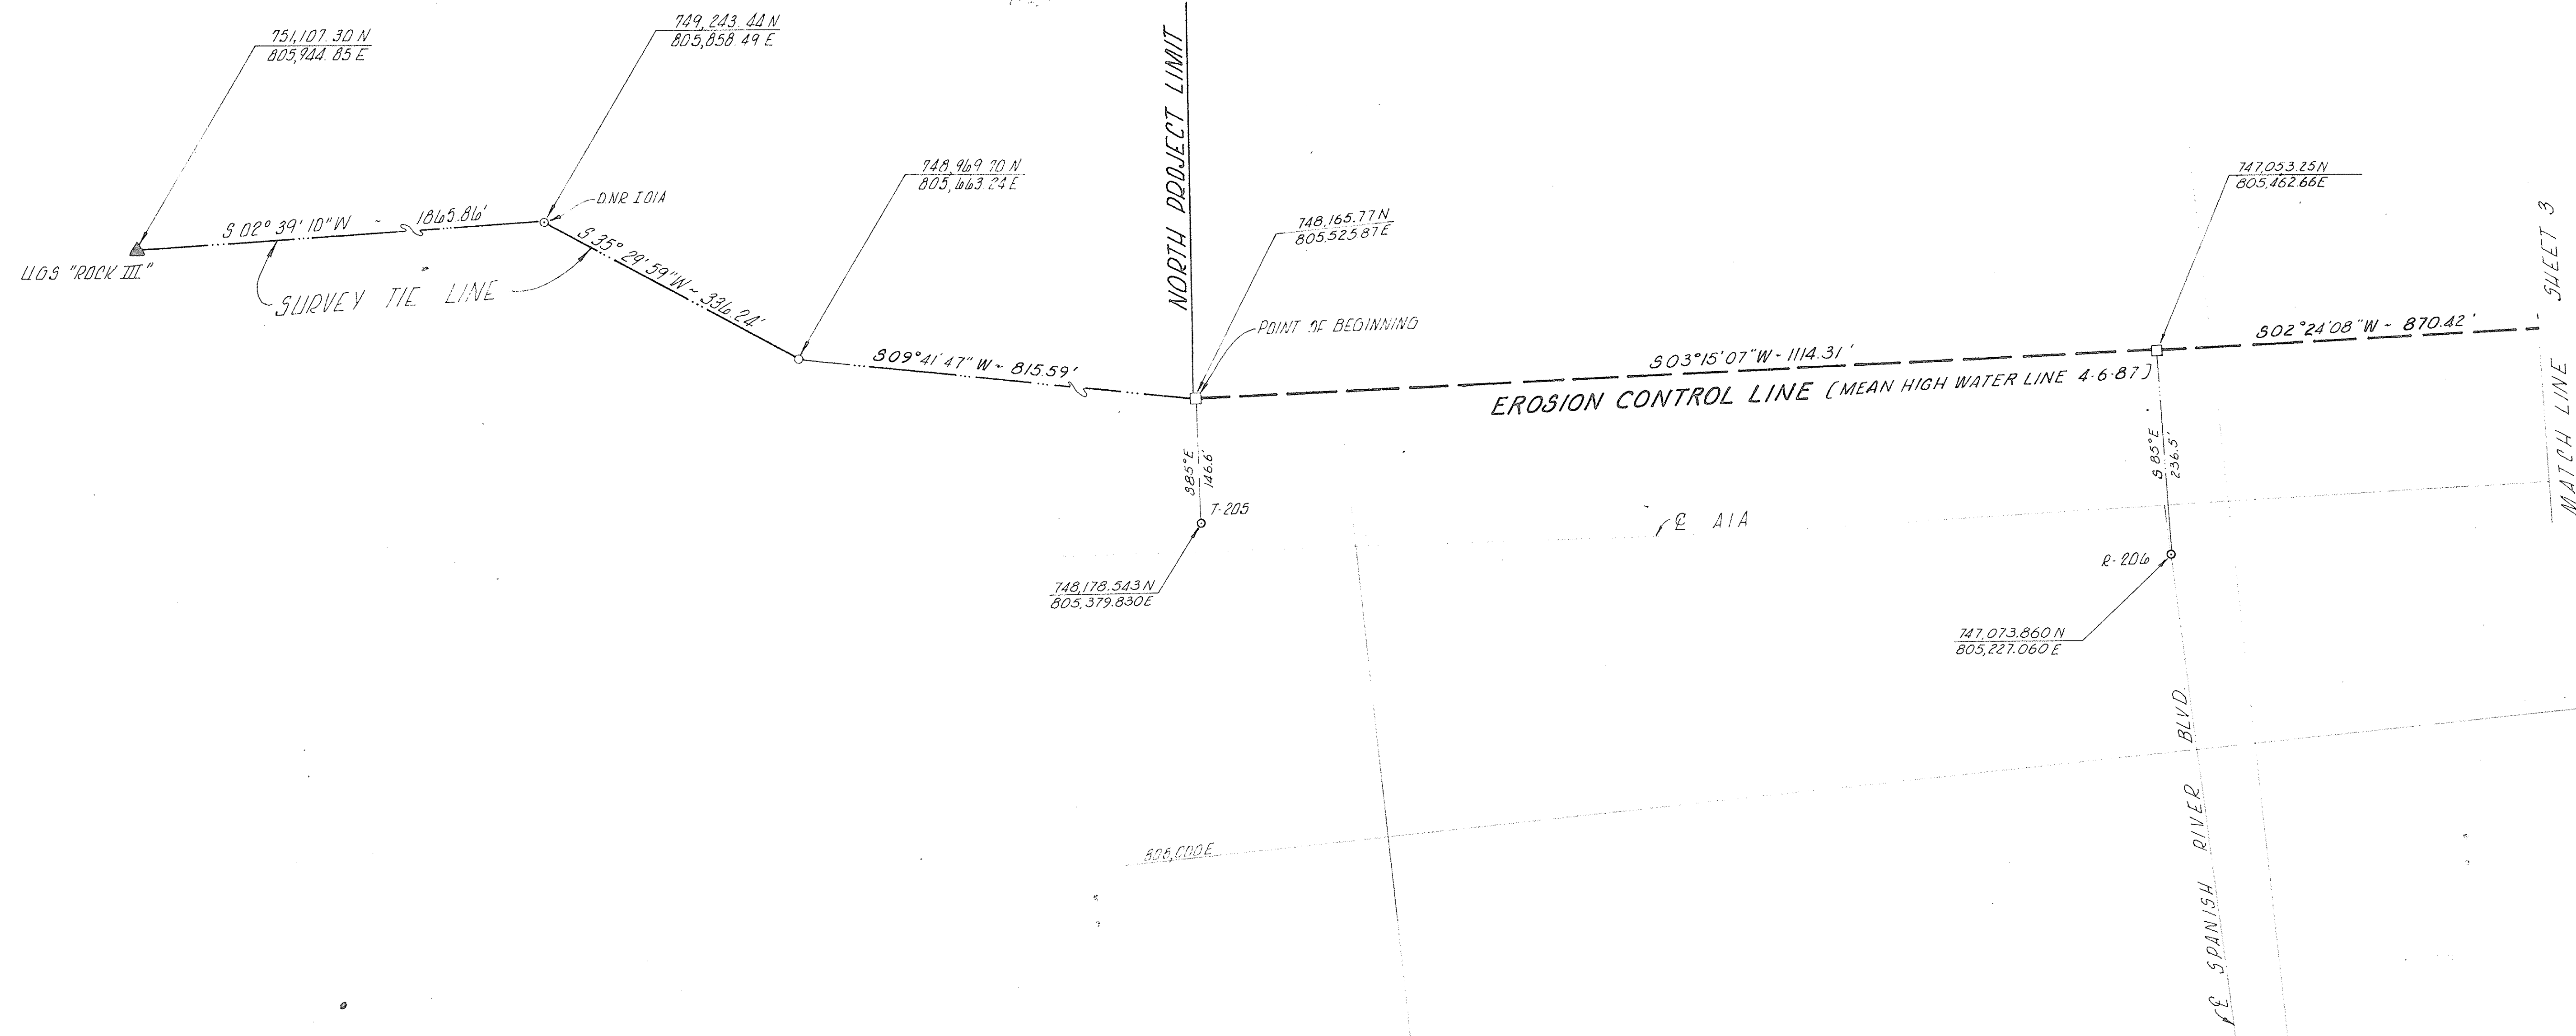 751,107.30 N
805,944.85 E
749,243.44 N
805,858.49 E
748,969.70 N
805,663.24 E
NORTH PROJECT LIMIT
748,165.77 N
805,525.87 E
747,053.25 N
805,462.66 E
DNR I01A
S 02° 39' 10" W ~ 1865.86'
UGS "ROCK III"
SURVEY TIE LINE
S 35° 29' 59" W ~ 336.24'
S 09° 41' 47" W ~ 815.59'
POINT OF BEGINNING
S 03° 15' 07" W - 1114.31'
EROSION CONTROL LINE (MEAN HIGH WATER LINE 4-6-87)
S 02° 24' 08" W ~ 870.42'
MATCH LINE - SHEET 3
S 85° E
146.6'
T-205
748,178.543 N
805,379.830 E
℄ A1A
S 85° E
236.5'
R-206
747,073.860 N
805,227.060 E
805,000 E
℄ SPANISH RIVER BLVD.